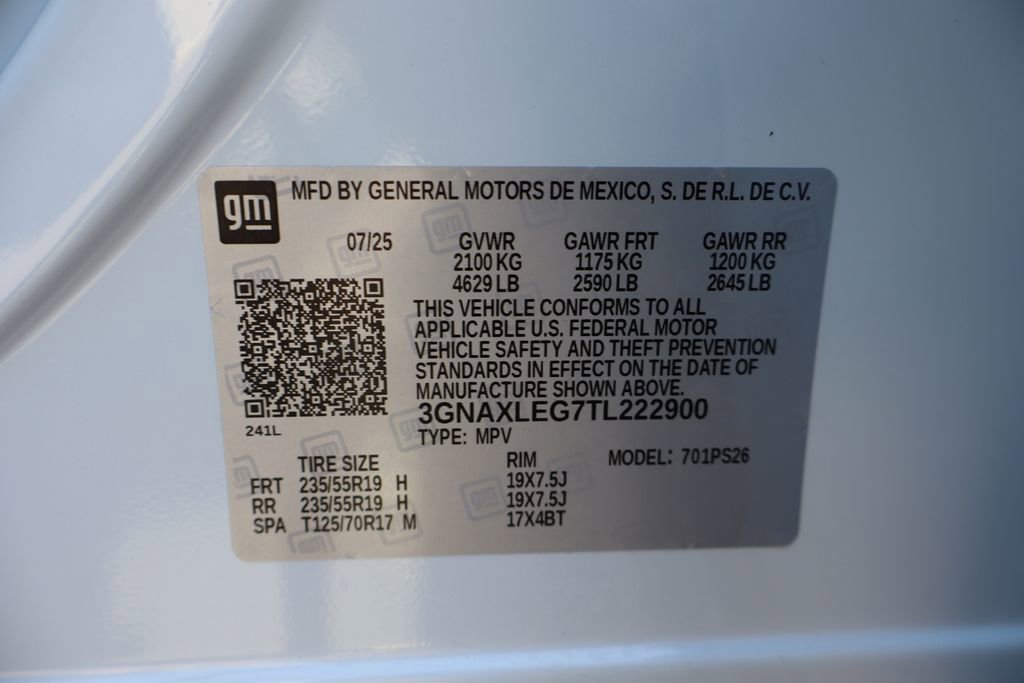 gm MFD BY GENERAL MOTORS DE MEXICO, S. DE R.L. DE C.V.
07/25 GVWR GAWR FRT GAWR RR
2100 KG 1175 KG 1200 KG
4629 LB 2590 LB 2645 LB
THIS VEHICLE CONFORMS TO ALL
APPLICABLE U.S. FEDERAL MOTOR
VEHICLE SAFETY AND THEFT PREVENTION
STANDARDS IN EFFECT ON THE DATE OF
MANUFACTURE SHOWN ABOVE.
3GNAXLEG7TL222900
241L
TYPE: MPV
TIRE SIZE RIM MODEL: 701PS26
FRT 235/55R19 H 19X7.5J
RR 235/55R19 H 19X7.5J
SPA T125/70R17 M 17X4BT